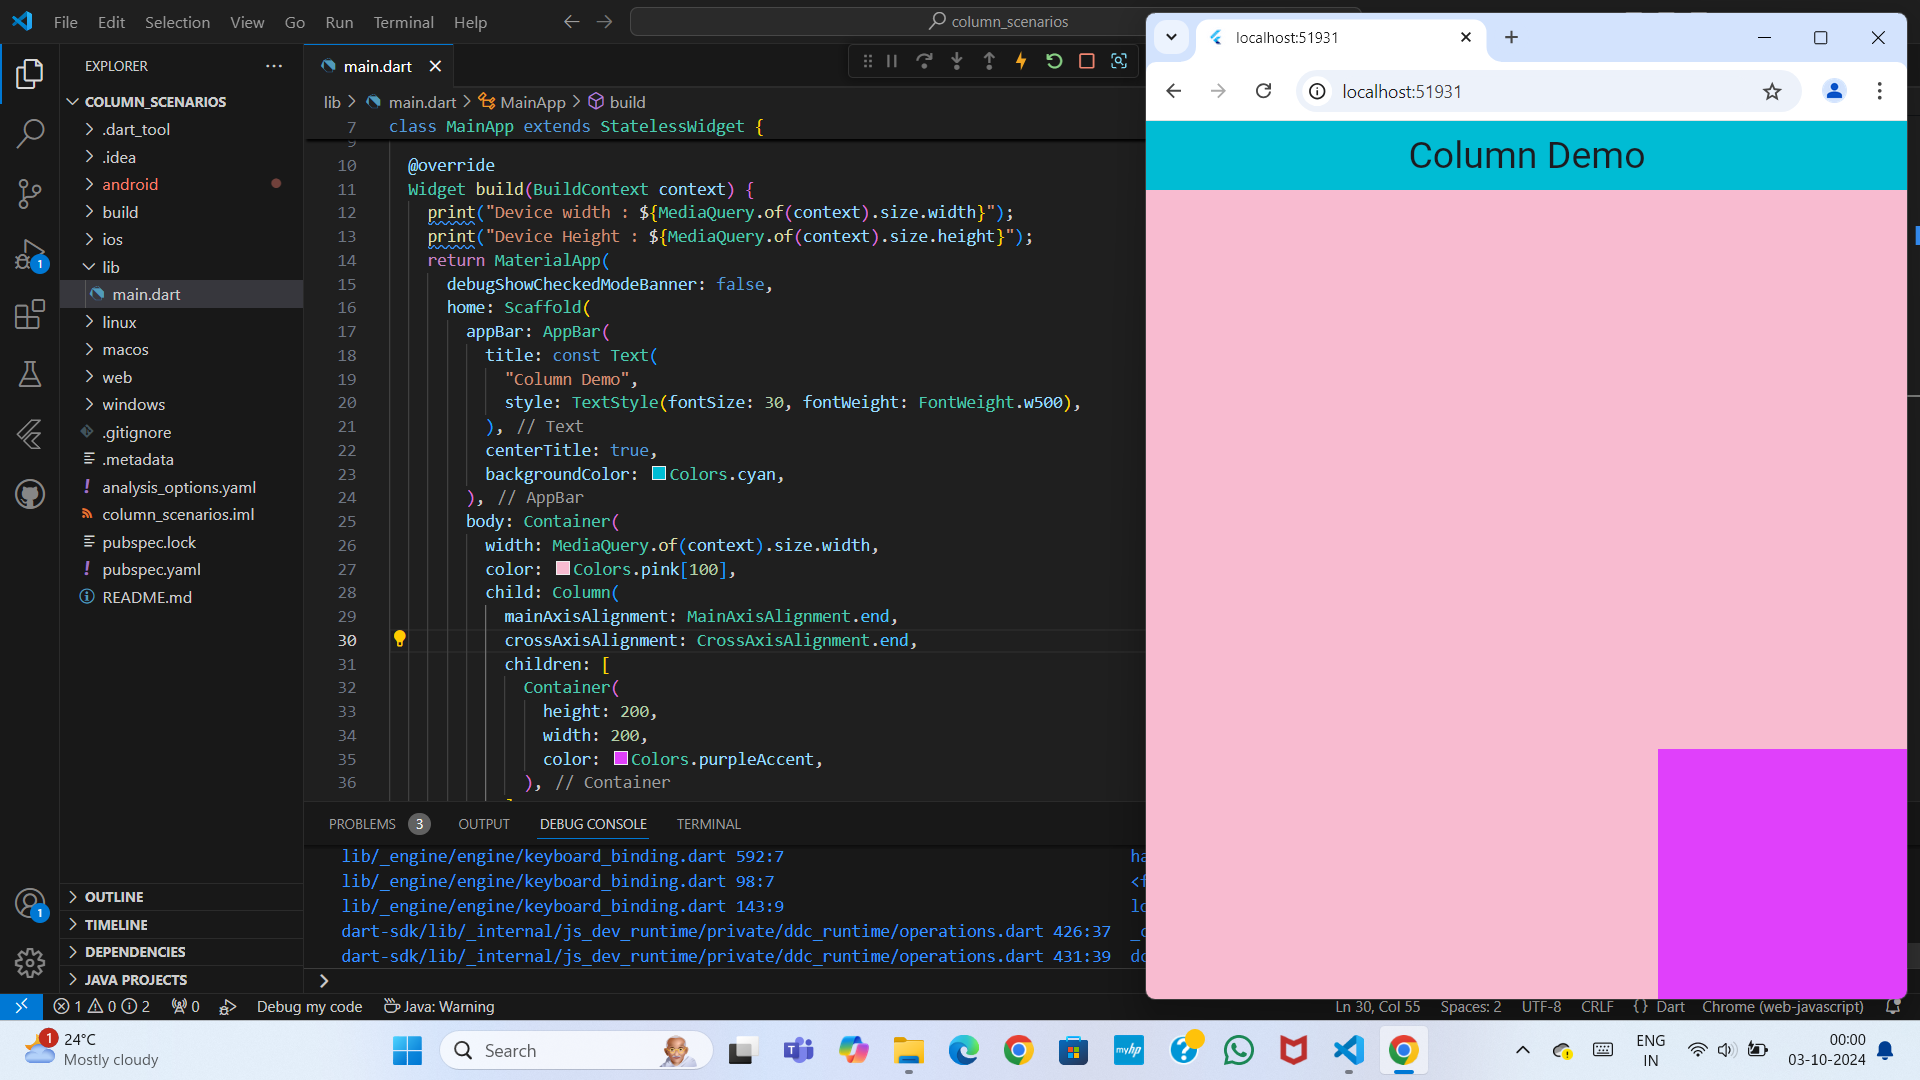 File Edit Selection View Go Run Terminal Help
column_scenarios
EXPLORER
COLUMN_SCENARIOS
.dart_tool
.idea
android
build
ios
lib
main.dart
linux
macos
web
windows
.gitignore
.metadata
! analysis_options.yaml
column_scenarios.iml
pubspec.lock
! pubspec.yaml
README.md
OUTLINE
TIMELINE
DEPENDENCIES
JAVA PROJECTS
1
1
main.dart
lib > main.dart > MainApp > build
7 class MainApp extends StatelessWidget {
9
10 @override
11 Widget build(BuildContext context) {
12 print("Device width : ${MediaQuery.of(context).size.width}");
13 print("Device Height : ${MediaQuery.of(context).size.height}");
14 return MaterialApp(
15 debugShowCheckedModeBanner: false,
16 home: Scaffold(
17 appBar: AppBar(
18 title: const Text(
19 "Column Demo",
20 style: TextStyle(fontSize: 30, fontWeight: FontWeight.w500),
21 ), // Text
22 centerTitle: true,
23 backgroundColor: Colors.cyan,
24 ), // AppBar
25 body: Container(
26 width: MediaQuery.of(context).size.width,
27 color: Colors.pink[100],
28 child: Column(
29 mainAxisAlignment: MainAxisAlignment.end,
30 crossAxisAlignment: CrossAxisAlignment.end,
31 children: [
32 Container(
33 height: 200,
34 width: 200,
35 color: Colors.purpleAccent,
36 ), // Container
PROBLEMS 3 OUTPUT DEBUG CONSOLE TERMINAL
lib/_engine/engine/keyboard_binding.dart 592:7
lib/_engine/engine/keyboard_binding.dart 98:7
lib/_engine/engine/keyboard_binding.dart 143:9
dart-sdk/lib/_internal/js_dev_runtime/private/ddc_runtime/operations.dart 426:37
dart-sdk/lib/_internal/js_dev_runtime/private/ddc_runtime/operations.dart 431:39
localhost:51931
localhost:51931
Column Demo
1 0 2 0 Debug my code Java: Warning
Ln 30, Col 55 Spaces: 2 UTF-8 CRLF {} Dart Chrome (web-javascript)
1
24°C
Mostly cloudy
Search
myhp
ENG
IN
00:00
03-10-2024